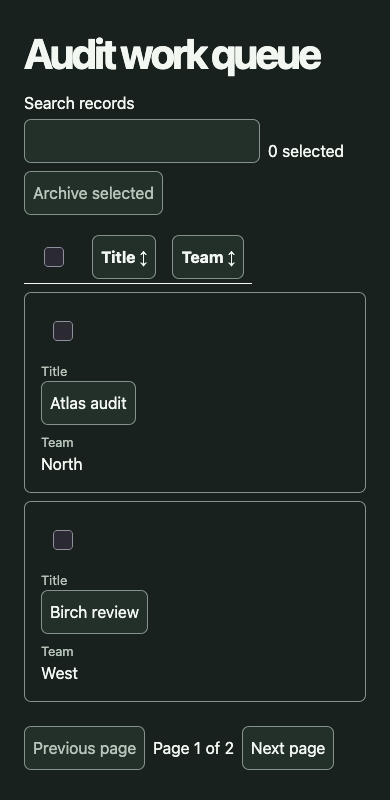 Audit work queue
Search records
0 selected
Archive selected
Title ↕ Team ↕
Title
Atlas audit
Team
North
Title
Birch review
Team
West
Previous page Page 1 of 2 Next page